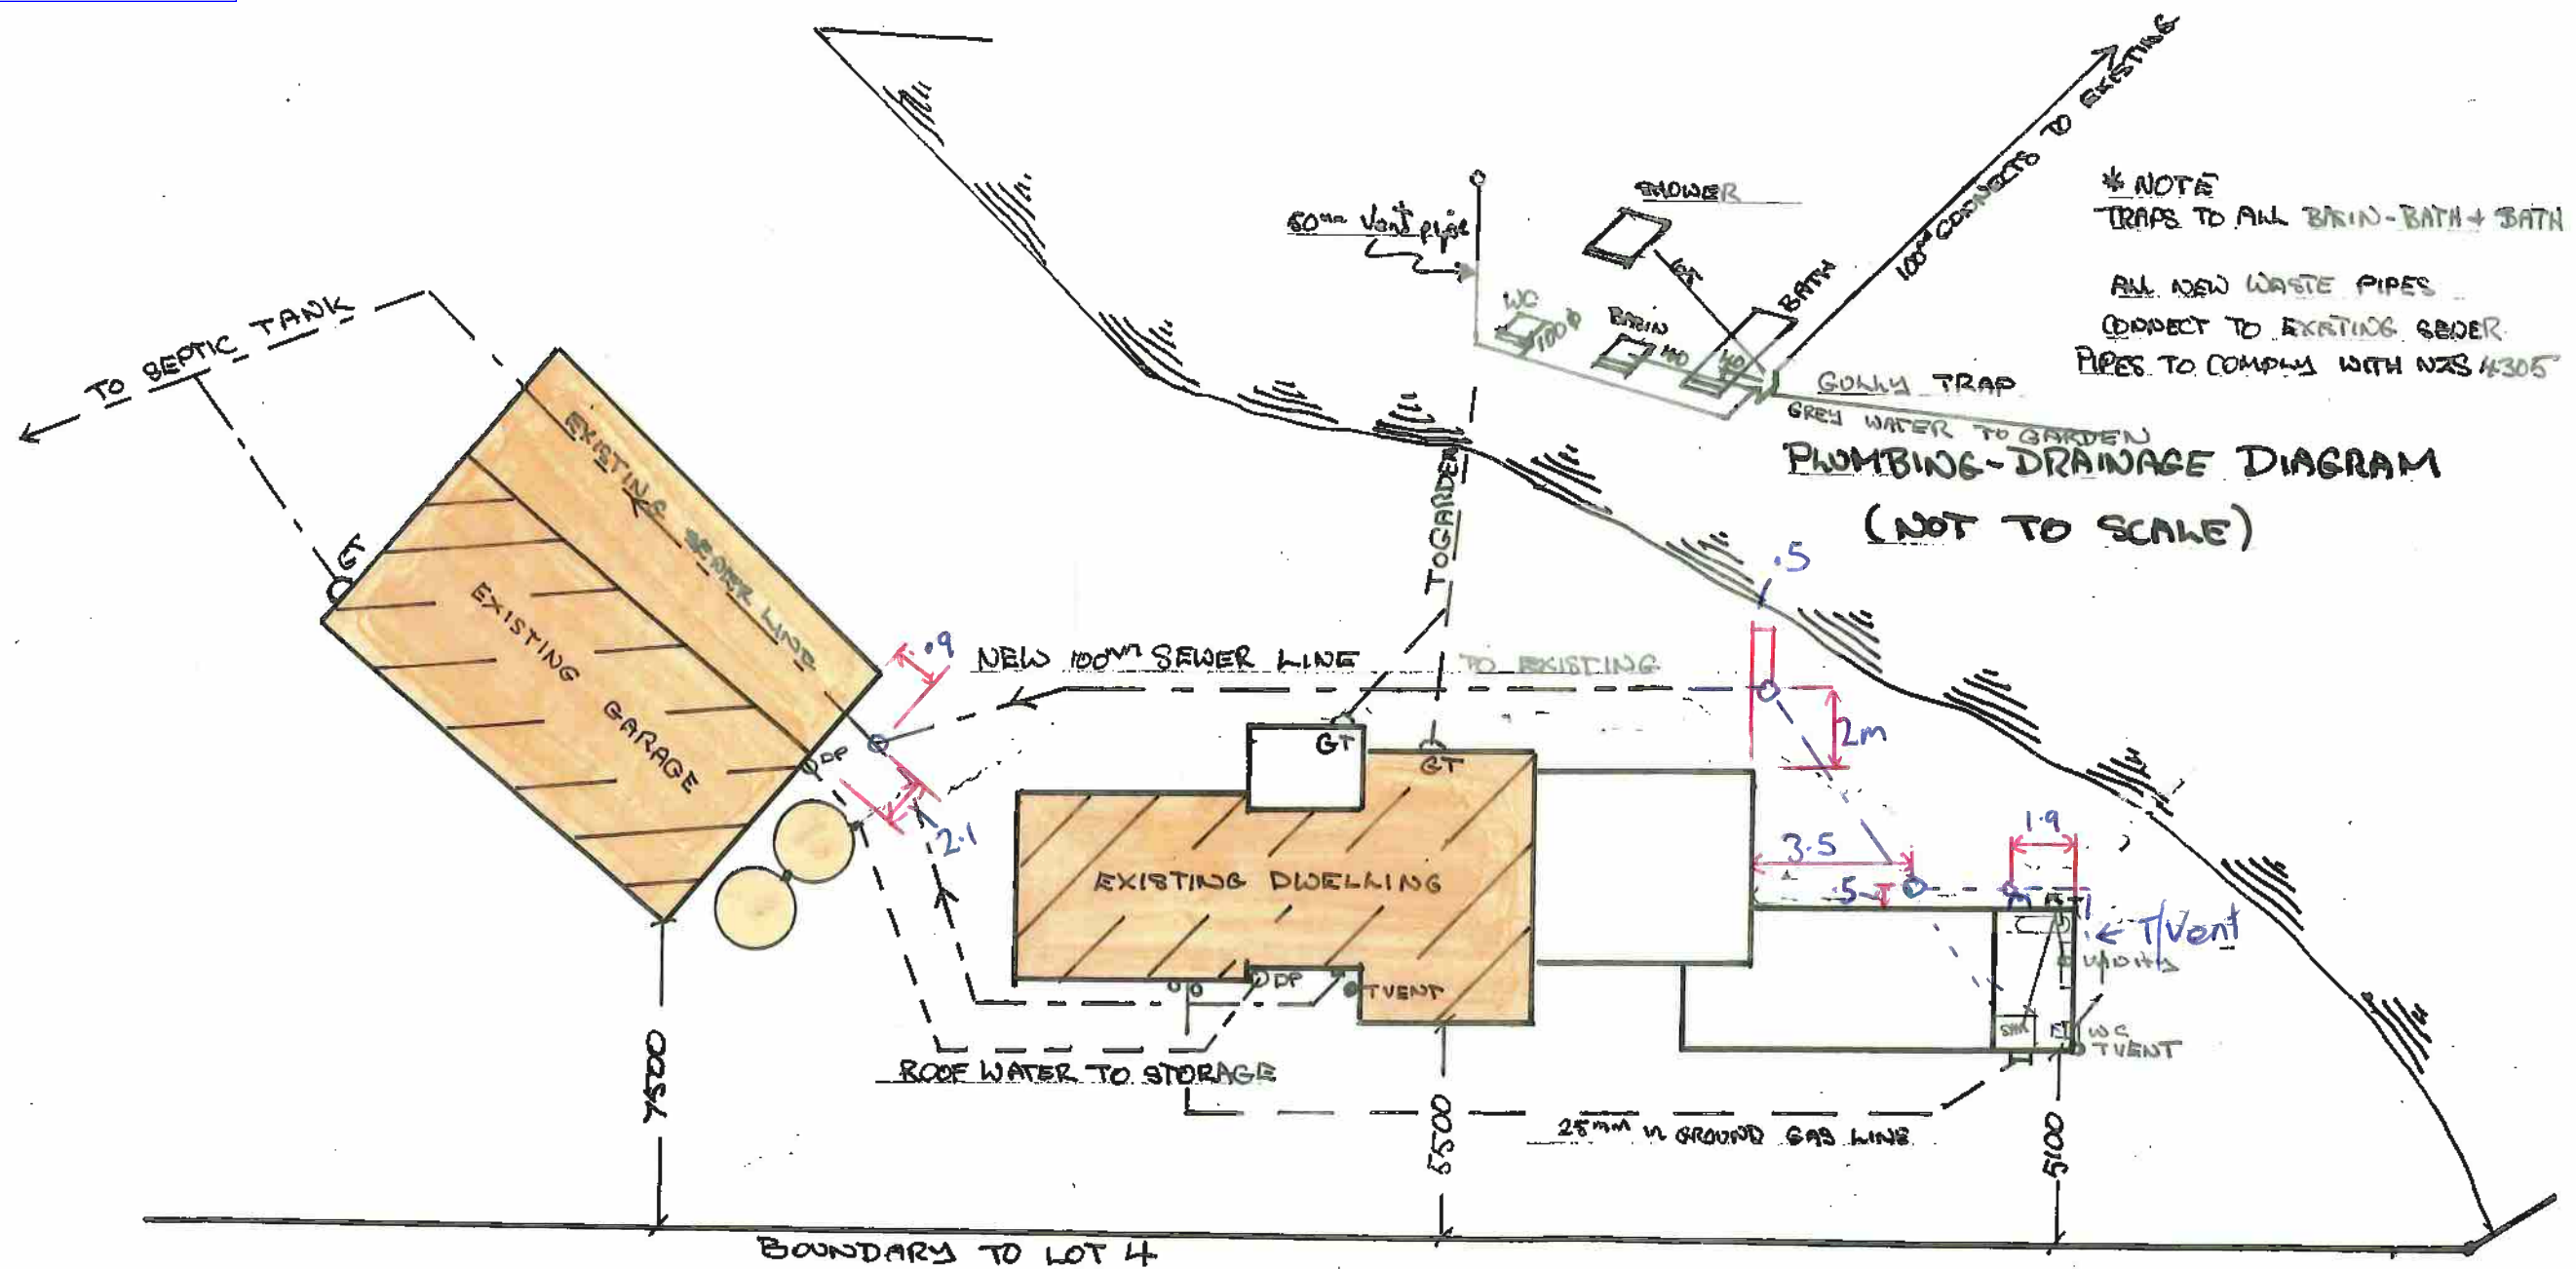 SHOWER
50mm Vent pipe
65
WC
100φ
BASIN
40
BATH
40
100mm CONNECTS TO EXISTING
GULLY TRAP
GREY WATER TO GARDEN
* NOTE
TRAPS TO ALL BASIN-BATH + BATH
ALL NEW WASTE PIPES
CONNECT TO EXISTING SEWER
PIPES TO COMPLY WITH NZS 4305
PLUMBING-DRAINAGE DIAGRAM
(NOT TO SCALE)
TO SEPTIC TANK
GT
EXISTING SEWER LINE
EXISTING GARAGE
DP
.9
2.1
NEW 100mm SEWER LINE TO EXISTING
TO GARDEN
GT
GT
.5
2m
3.5
.5
1.9
T/Vent
EXISTING DWELLING
DP
TVENT
SHR
WC
TVENT
ROOF WATER TO STORAGE
25mm IN GROUND GAS LINE
7500
5500
5100
BOUNDARY TO LOT 4